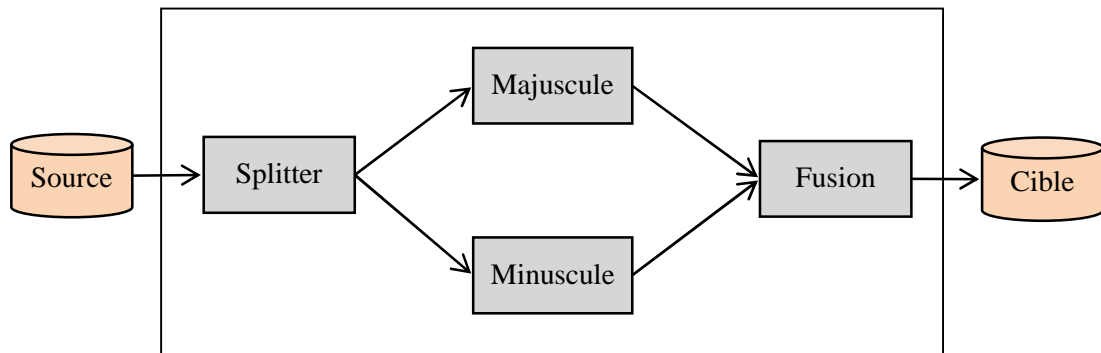 Source
Splitter
Majuscule
Minuscule
Fusion
Cible